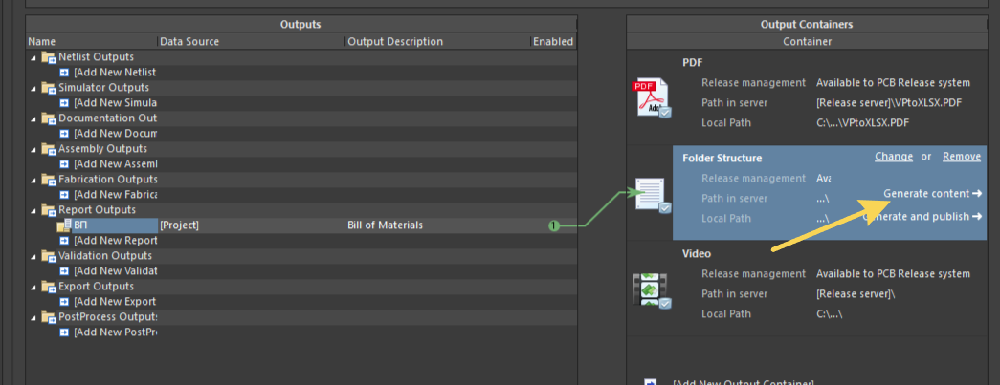 Outputs
Name Data Source Output Description Enabled
Netlist Outputs
[Add New Netlist
Simulator Outputs
[Add New Simula
Documentation Out
[Add New Docum
Assembly Outputs
[Add New Assembl
Fabrication Outputs
[Add New Fabrica
Report Outputs
ВП [Project] Bill of Materials 1
[Add New Report
Validation Outputs
[Add New Validat
Export Outputs
[Add New Export
PostProcess Outputs
[Add New PostPr
Output Containers
Container
PDF
Release management Available to PCB Release system
Path in server [Release server]\VPtoXLSX.PDF
Local Path C:\...\VPtoXLSX.PDF
PDF
Adobe
Folder Structure Change or Remove
Release management Ava
Path in server ...\ Generate content
Local Path ...\ Generate and publish
Video
Release management Available to PCB Release system
Path in server [Release server]\
Local Path C:\...\
[Add New Output Container]